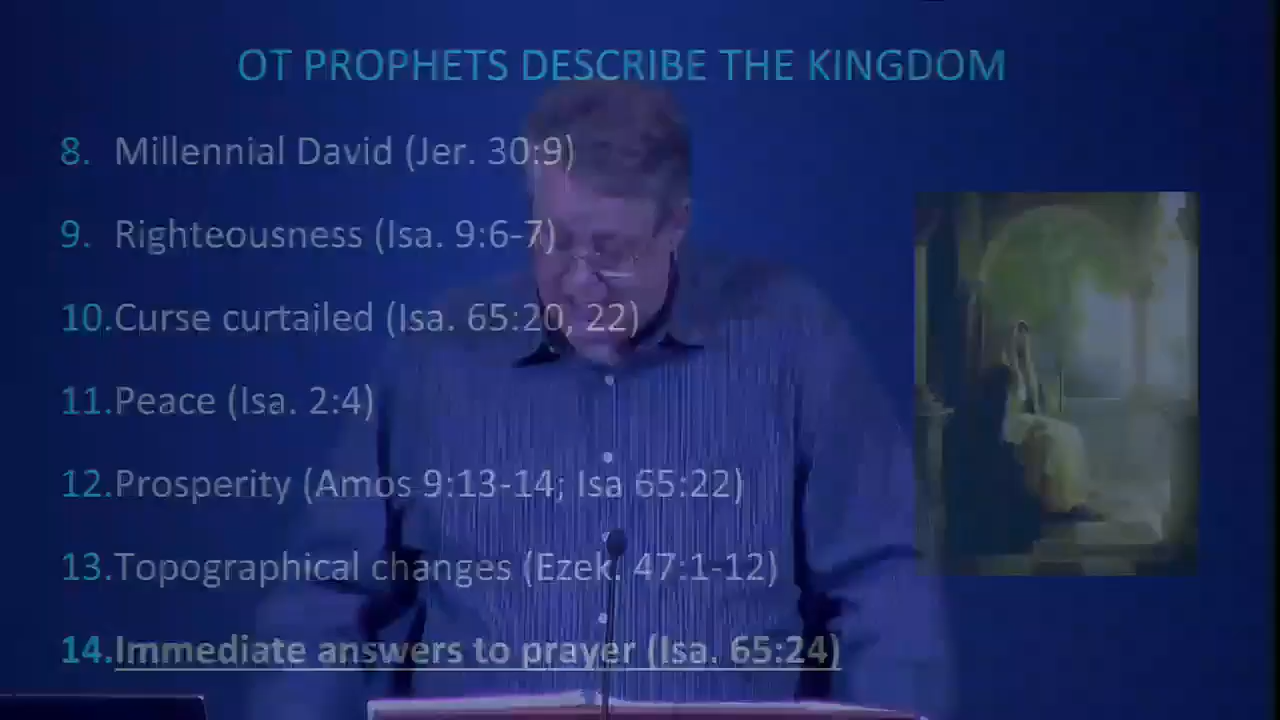 OT PROPHETS DESCRIBE THE KINGDOM
8. Millennial David (Jer. 30:9)
9. Righteousness (Isa. 9:6-7)
10. Curse curtailed (Isa. 65:20, 22)
11. Peace (Isa. 2:4)
12. Prosperity (Amos 9:13-14; Isa 65:22)
13. Topographical changes (Ezek. 47:1-12)
14. Immediate answers to prayer (Isa. 65:24)